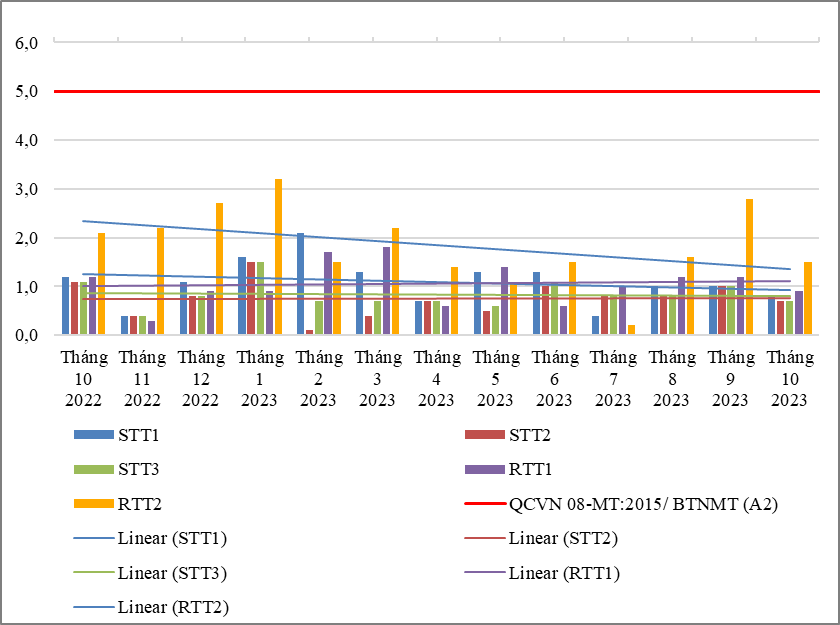 6,0
5,0
4,0
3,0
2,0
1,0
0,0
Tháng Tháng Tháng Tháng Tháng Tháng Tháng Tháng Tháng Tháng Tháng Tháng Tháng
10 11 12 1 2 3 4 5 6 7 8 9 10
2022 2022 2022 2023 2023 2023 2023 2023 2023 2023 2023 2023 2023
STT1 STT2
STT3 RTT1
RTT2 QCVN 08-MT:2015/ BTNMT (A2)
Linear (STT1) Linear (STT2)
Linear (STT3) Linear (RTT1)
Linear (RTT2)